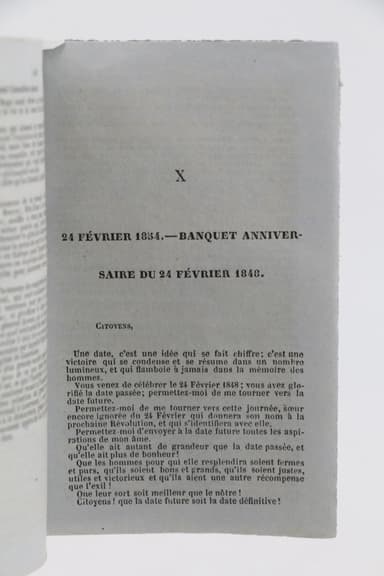 X
24 FÉVRIER 1854.—BANQUET ANNIVER-
SAIRE DU 24 FÉVRIER 1848.
CITOYENS,
Une date, c'est une idée qui se fait chiffre; c'est une
victoire qui se condense et se résume dans un nombre
lumineux, et qui flamboie à jamais dans la mémoire des
hommes.
Vous venez de célébrer le 24 Février 1848; vous avez glo-
rifié la date passée; permettez-moi de me tourner vers la
date future.
Permettez-moi de me tourner vers cette journée, sœur
encore ignorée du 24 Février qui donnera son nom à la
prochaine Révolution, et qui s'identifiera avec elle.
Permettez-moi d'envoyer à la date future toutes les aspi-
rations de mon âme.
Qu'elle ait autant de grandeur que la date passée, et
qu'elle ait plus de bonheur!
Que les hommes pour qui elle resplendira soient fermes
et purs, qu'ils soient bons et grands, qu'ils soient justes,
utiles et victorieux et qu'ils aient une autre récompense
que l'exil!
Que leur sort soit meilleur que le nôtre!
Citoyens! que la date future soit la date définitive!